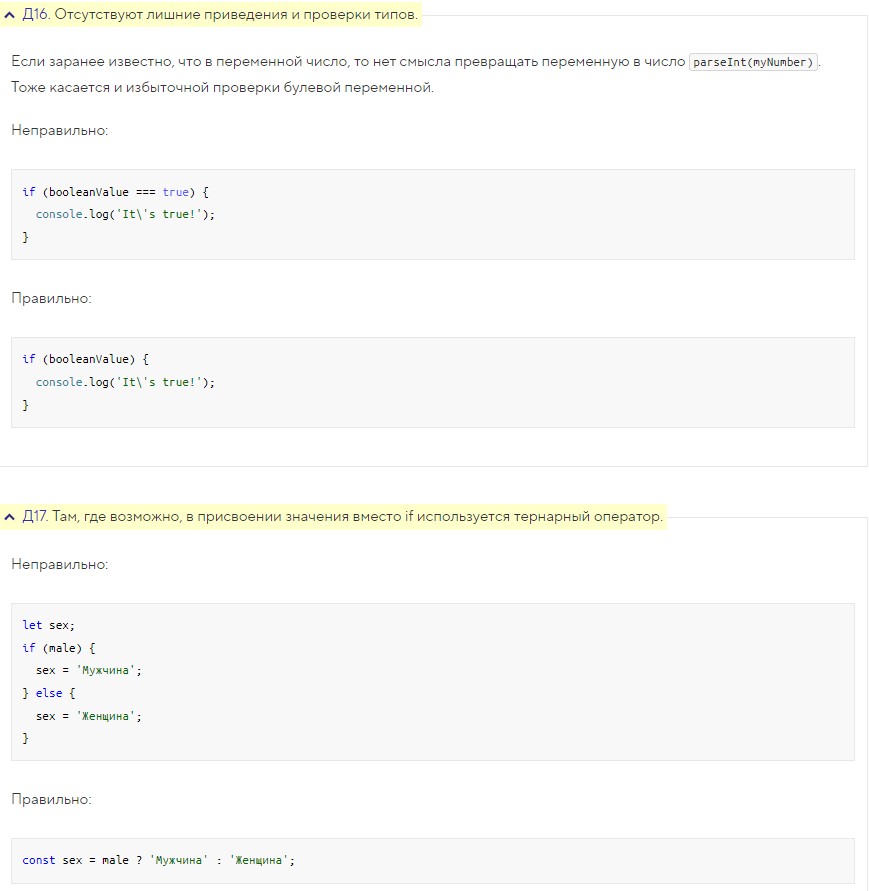 Д16. Отсутствуют лишние приведения и проверки типов.
Если заранее известно, что в переменной число, то нет смысла превращать переменную в число parseInt(myNumber).
Тоже касается и избыточной проверки булевой переменной.
Неправильно:
if (booleanValue === true) {
  console.log('It\'s true!');
}
Правильно:
if (booleanValue) {
  console.log('It\'s true!');
}
Д17. Там, где возможно, в присвоении значения вместо if используется тернарный оператор.
Неправильно:
let sex;
if (male) {
  sex = 'Мужчина';
} else {
  sex = 'Женщина';
}
Правильно:
const sex = male ? 'Мужчина' : 'Женщина';